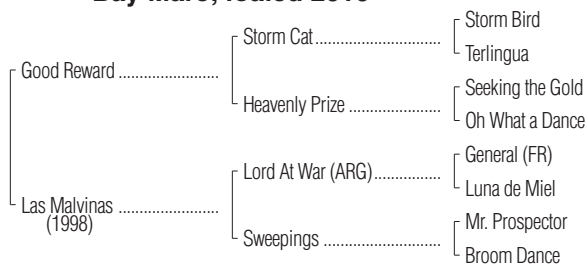 Bay Mare; foaled
Storm Bird
Storm Cat
Terlingua
Good Reward
Seeking the Gold
Heavenly Prize
Oh What a Dance
General (FR)
Lord At War (ARG)
Luna de Miel
Las Malvinas
(1998)
Mr. Prospector
Sweepings
Broom Dance